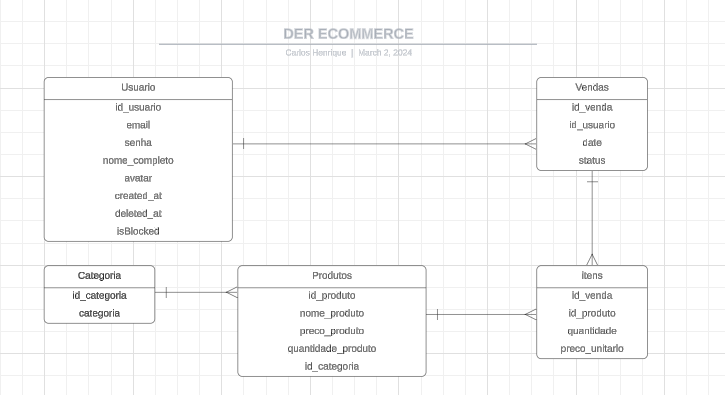 DER ECOMMERCE
Carlos Henrique | March 2, 2024
Usuario
id_usuario
email
senha
nome_completo
avatar
created_at
deleted_at
isBlocked
Vendas
id_venda
id_usuario
date
status
Categoria
id_categoria
categoria
Produtos
id_produto
nome_produto
preco_produto
quantidade_produto
id_categoria
itens
id_venda
id_produto
quantidade
preco_unitario